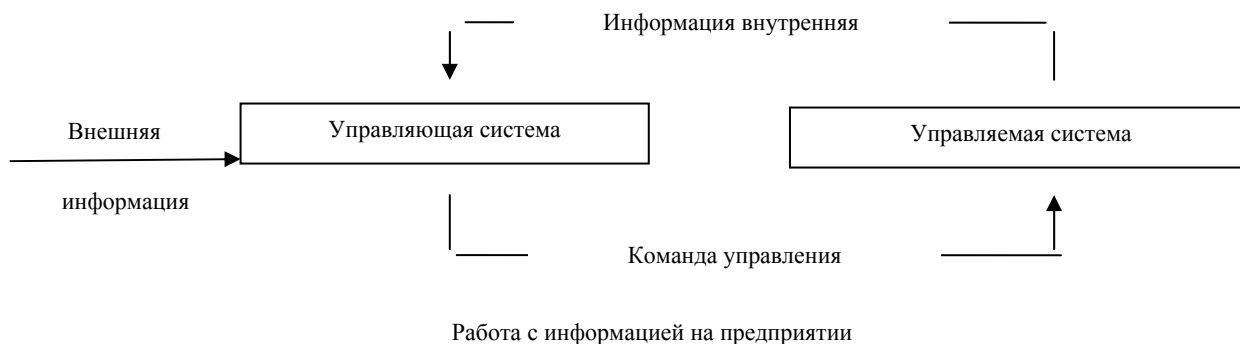 Информация внутренняя
Внешняя
Управляющая система
Управляемая система
информация
Команда управления
Работа с информацией на предприятии